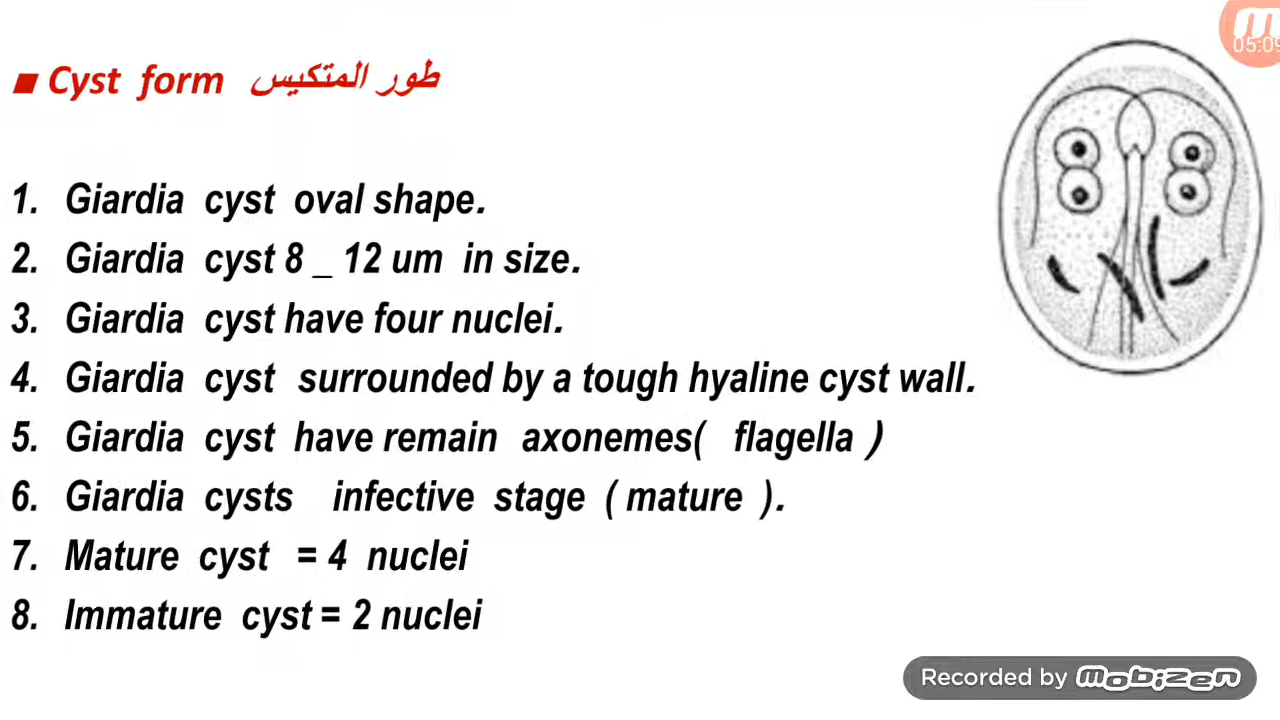 ■ Cyst form طور المتكيس
05:09
1. Giardia cyst oval shape.
2. Giardia cyst 8 _ 12 um in size.
3. Giardia cyst have four nuclei.
4. Giardia cyst surrounded by a tough hyaline cyst wall.
5. Giardia cyst have remain axonemes( flagella )
6. Giardia cysts infective stage ( mature ).
7. Mature cyst = 4 nuclei
8. Immature cyst = 2 nuclei
Recorded by mobizen